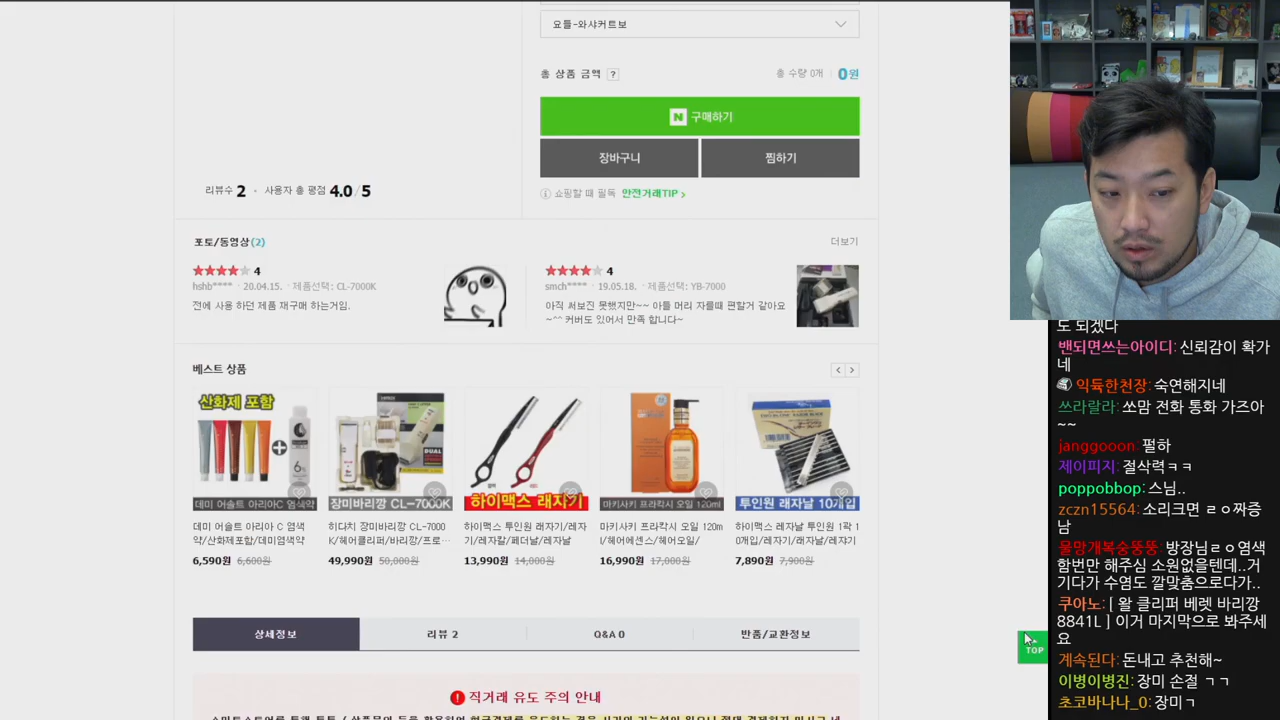 요들-와샤커트보
총 상품 금액 ?
총 수량 0개 0원
N 구매하기
장바구니
찜하기
쇼핑할 때 필독 안전거래TIP >
리뷰수 2 · 사용자 총 평점 4.0/5
포토/동영상(2)
더보기
★★★★★ 4
hshb**** · 20.04.15. · 제품선택: CL-7000K
전에 사용 하던 제품 재구매 하는거임.
★★★★★ 4
smch**** · 19.05.18. · 제품선택: YB-7000
아직 써보진 못했지만~~ 아들 머리 자를때 편할거 같아요
~^^ 커버도 있어서 만족 합니다~
베스트 상품
산화제 포함
데미 어솔트 아리아C 염색약
데미 어솔트 아리아 C 염색
약/산화제포함/데미염색약
6,590원 6,600원
DUAL
장미바리깡 CL-7000K
히다치 장미바리깡 CL-7000
K/헤어클리퍼/바리깡/프로…
49,990원 50,000원
하이맥스 래지기
하이맥스 투인원 래자기/레자
기/레자칼/페더날/레자날
13,990원 14,000원
마키사키 프라칵시 오일 120ml
마키사키 프라칵시 오일 120m
l/헤어에센스/헤어오일/
16,990원 17,000원
투인원 래자날 10개입
하이맥스 레자날 투인원 1곽 1
0개입/레자기/래자날/레쟈기
7,890원 7,900원
상세정보
리뷰 2
Q&A 0
반품/교환정보
TOP
직거래 유도 주의 안내
도 되겠다
밴되면쓰는아이디: 신뢰감이 확가
네
익듁한천장: 숙연해지네
쓰라랄라: 쏘맘 전화 통화 가즈아
~~
janggooon: 펄하
제이피지: 절삭력ㅋㅋ
poppobbop: 스님..
zczn15564: 소리크면 ㄹㅇ짜증
남
물망개복숭뚱뚱: 방장님ㄹㅇ염색
함번만 해주심 소원없을텐데..거
기다가 수염도 깔맞춤으로다가..
쿠아노: [ 왈 클리퍼 베렛 바리깡
8841L ] 이거 마지막으로 봐주세
요
계속된다: 돈내고 추천해~
이병이병진: 장미 손절 ㄱㄱ
초코바나나_0: 장미ㄱ